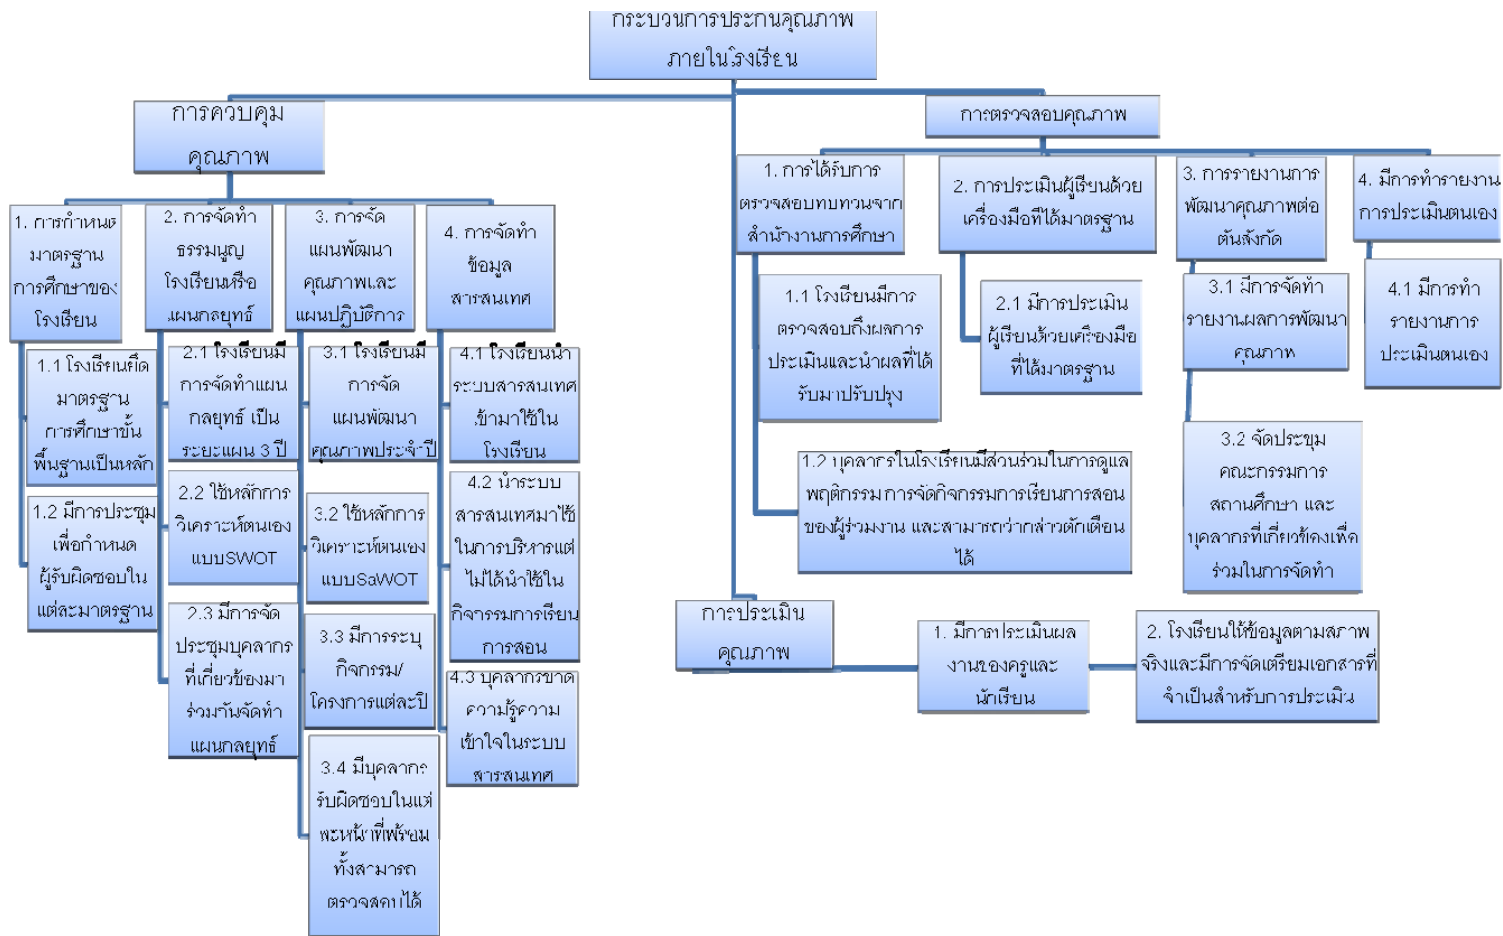 กระบวนการประกันคุณภาพ
ภายในโรงเรียน
การควบคุม
คุณภาพ
1. การกำหนด
มาตรฐาน
การศึกษาของ
โรงเรียน
1.1 โรงเรียนยึด
มาตรฐาน
การศึกษาขั้น
พื้นฐานเป็นหลัก
1.2 มีการประชุม
เพื่อกำหนด
ผู้รับผิดชอบใน
แต่ละมาตรฐาน
2. การจัดทำ
ธรรมนูญ
โรงเรียนหรือ
แผนกลยุทธ์
2.1 โรงเรียนมี
การจัดทำแผน
กลยุทธ์ เป็น
ระยะแผน 3 ปี
2.2 ใช้หลักการ
วิเคราะห์ตนเอง
แบบSWOT
2.3 มีการจัด
ประชุมบุคลากร
ที่เกี่ยวข้องมา
ร่วมกันจัดทำ
แผนกลยุทธ์
3. การจัด
แผนพัฒนา
คุณภาพและ
แผนปฏิบัติการ
3.1 โรงเรียนมี
การจัด
แผนพัฒนา
คุณภาพประจำปี
3.2 ใช้หลักการ
วิเคราะห์ตนเอง
แบบSaWOT
3.3 มีการระบุ
กิจกรรม/
โครงการแต่ละปี
3.4 มีบุคลากร
รับผิดชอบในแต่
ละหน้าที่พร้อม
ทั้งสามารถ
ตรวจสอบได้
4. การจัดทำ
ข้อมูล
สารสนเทศ
4.1 โรงเรียนนำ
ระบบสารสนเทศ
เข้ามาใช้ใน
โรงเรียน
4.2 นำระบบ
สารสนเทศมาใช้
ในการบริหารแต่
ไม่ได้นำใช้ใน
กิจกรรมการเรียน
การสอน
4.3 บุคลากรขาด
ความรู้ความ
เข้าใจในระบบ
สารสนเทศ
การตรวจสอบคุณภาพ
1. การได้รับการ
ตรวจสอบทบทวนจาก
สำนักงานการศึกษา
1.1 โรงเรียนมีการ
ตรวจสอบถึงผลการ
ประเมินและนำผลที่ได้
รับมาปรับปรุง
1.2 บุคลากรในโรงเรียนมีส่วนร่วมในการดูแล
พฤติกรรม การจัดกิจกรรมการเรียนการสอน
ของผู้ร่วมงาน และสามารถว่ากล่าวตักเตือน
ได้
2. การประเมินผู้เรียนด้วย
เครื่องมือที่ได้มาตรฐาน
2.1 มีการประเมิน
ผู้เรียนด้วยเครื่องมือ
ที่ได้มาตรฐาน
3. การรายงานการ
พัฒนาคุณภาพต่อ
ต้นสังกัด
3.1 มีการจัดทำ
รายงานผลการพัฒนา
คุณภาพ
3.2 จัดประชุม
คณะกรรมการ
สถานศึกษา และ
บุคลากรที่เกี่ยวข้องเพื่อ
ร่วมในการจัดทำ
4. มีการทำรายงาน
การประเมินตนเอง
4.1 มีการทำ
รายงานการ
ประเมินตนเอง
การประเมิน
คุณภาพ
1. มีการประเมินผล
งานของครูและ
นักเรียน
2. โรงเรียนให้ข้อมูลตามสภาพ
จริงและมีการจัดเตรียมเอกสารที่
จำเป็นสำหรับการประเมิน